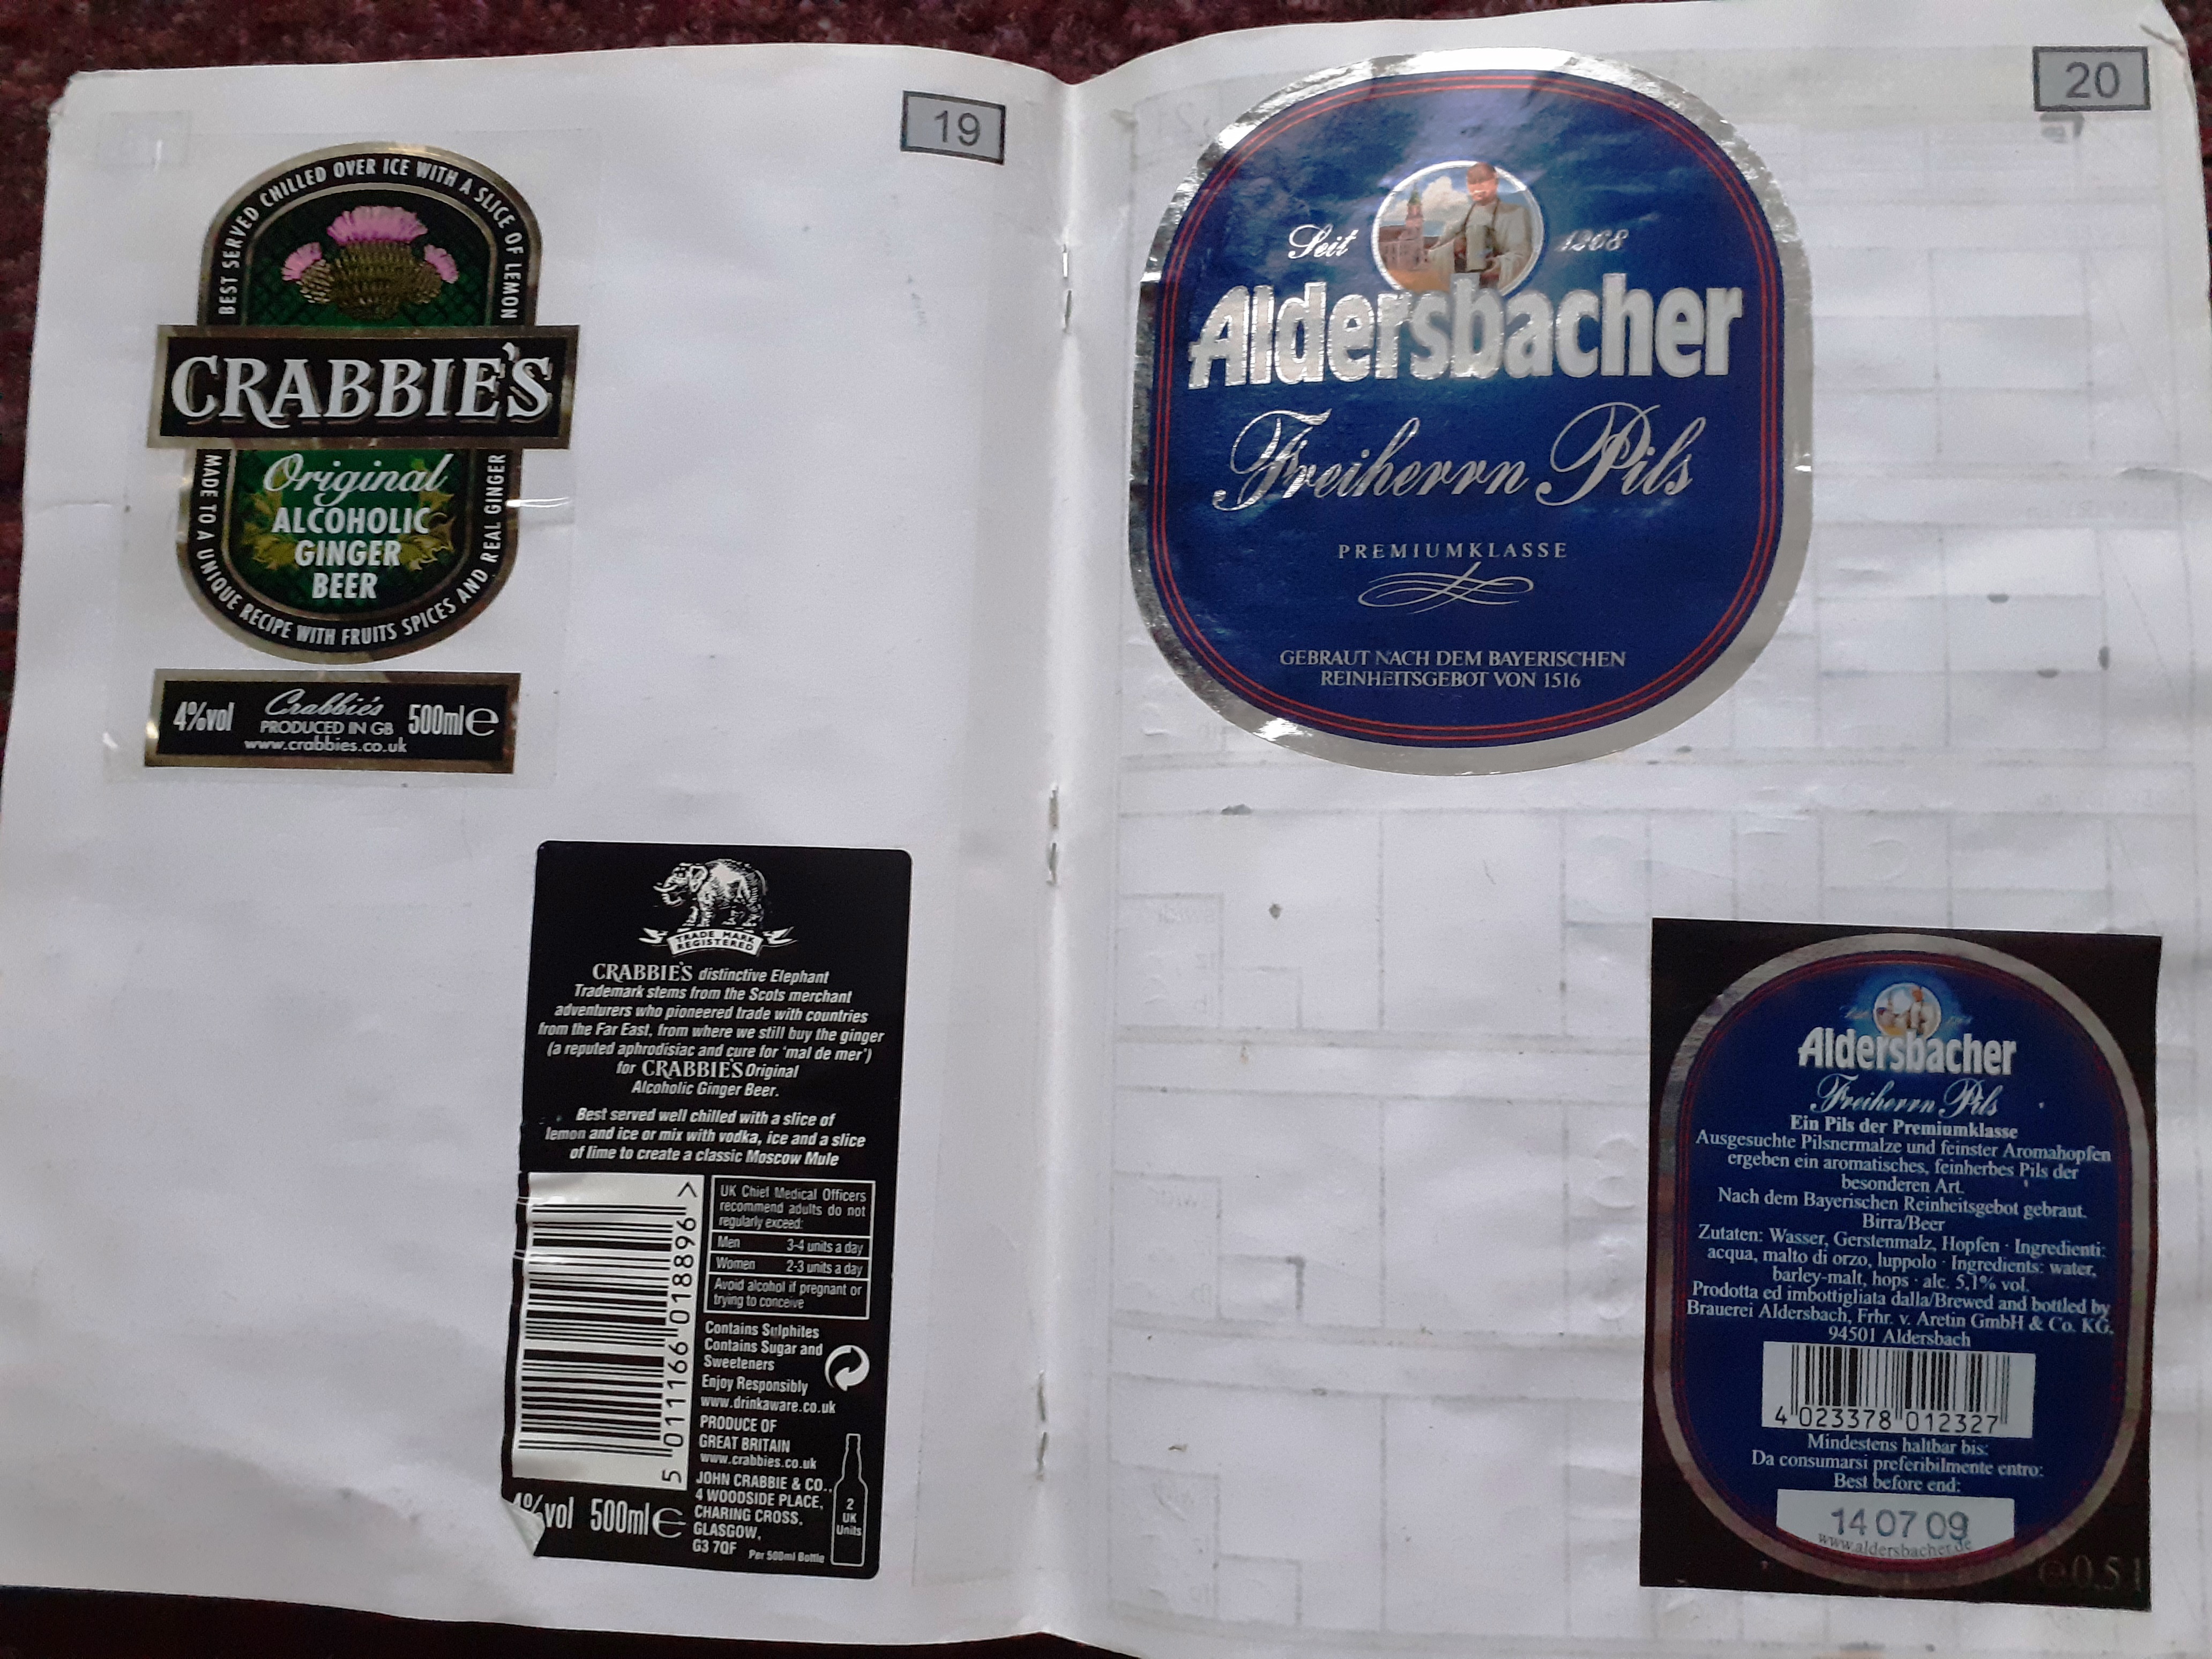 19
BEST SERVED CHILLED OVER ICE WITH A SLICE OF LEMON
CRABBIE'S
Original
ALCOHOLIC
GINGER
BEER
MADE TO A UNIQUE RECIPE WITH FRUITS SPICES AND REAL GINGER
4%vol
Crabbie's
PRODUCED IN GB
www.crabbies.co.uk
500ml e
TRADE MARK
REGISTERED
CRABBIE'S distinctive Elephant
Trademark stems from the Scots merchant
adventurers who pioneered trade with countries
from the Far East, from where we still buy the ginger
(a reputed aphrodisiac and cure for 'mal de mer')
for CRABBIE'S Original
Alcoholic Ginger Beer.
Best served well chilled with a slice of
lemon and ice or mix with vodka, ice and a slice
of lime to create a classic Moscow Mule
5 011166 018896 >
UK Chief Medical Officers
recommend adults do not
regularly exceed:
Men 3-4 units a day
Women 2-3 units a day
Avoid alcohol if pregnant or
trying to conceive
Contains Sulphites
Contains Sugar and
Sweeteners
Enjoy Responsibly
www.drinkaware.co.uk
PRODUCE OF
GREAT BRITAIN
www.crabbies.co.uk
JOHN CRABBIE & CO.,
4 WOODSIDE PLACE,
CHARING CROSS,
GLASGOW,
G3 7QF
4%vol 500ml e
2
UK
Units
Per 500ml Bottle
20
Seit 1268
Aldersbacher
Freiherrn Pils
PREMIUMKLASSE
GEBRAUT NACH DEM BAYERISCHEN
REINHEITSGEBOT VON 1516
Aldersbacher
Freiherrn Pils
Ein Pils der Premiumklasse
Ausgesuchte Pilsnermalze und feinster Aromahopfen
ergeben ein aromatisches, feinherbes Pils der
besonderen Art.
Nach dem Bayerischen Reinheitsgebot gebraut.
Birra/Beer
Zutaten: Wasser, Gerstenmalz, Hopfen · Ingredienti:
acqua, malto di orzo, luppolo · Ingredients: water,
barley-malt, hops · alc. 5,1% vol.
Prodotta ed imbottigliata dalla/Brewed and bottled by
Brauerei Aldersbach, Frhr. v. Aretin GmbH & Co. KG,
94501 Aldersbach
4 023378 012327
Mindestens haltbar bis:
Da consumarsi preferibilmente entro:
Best before end:
14 07 09
www.aldersbacher.de
e 0,5 l